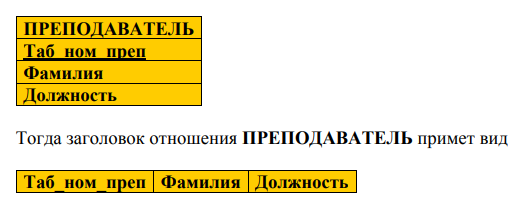 ПРЕПОДАВАТЕЛЬ
Таб_ном_преп
Фамилия
Должность
Тогда заголовок отношения ПРЕПОДАВАТЕЛЬ примет вид
Таб_ном_преп Фамилия Должность